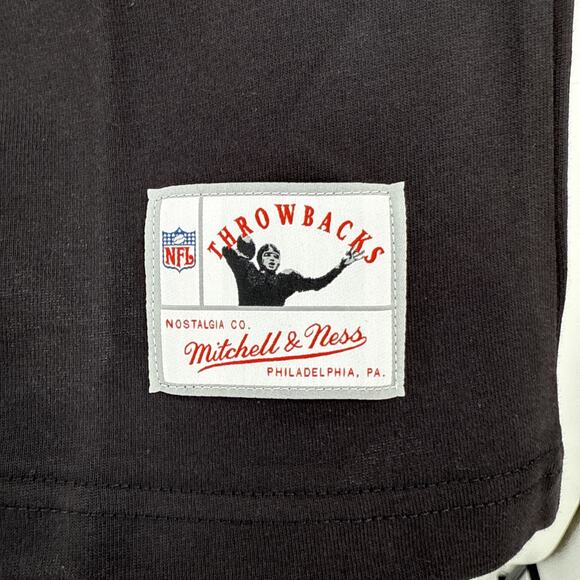 THROWBACKS
NFL
NOSTALGIA CO.
Mitchell & Ness
PHILADELPHIA, PA.